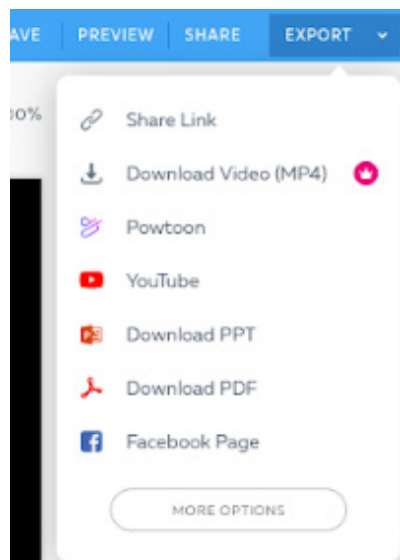 AVE PREVIEW SHARE EXPORT
00%
Share Link
Download Video (MP4)
Powtoon
YouTube
Download PPT
Download PDF
Facebook Page
MORE OPTIONS